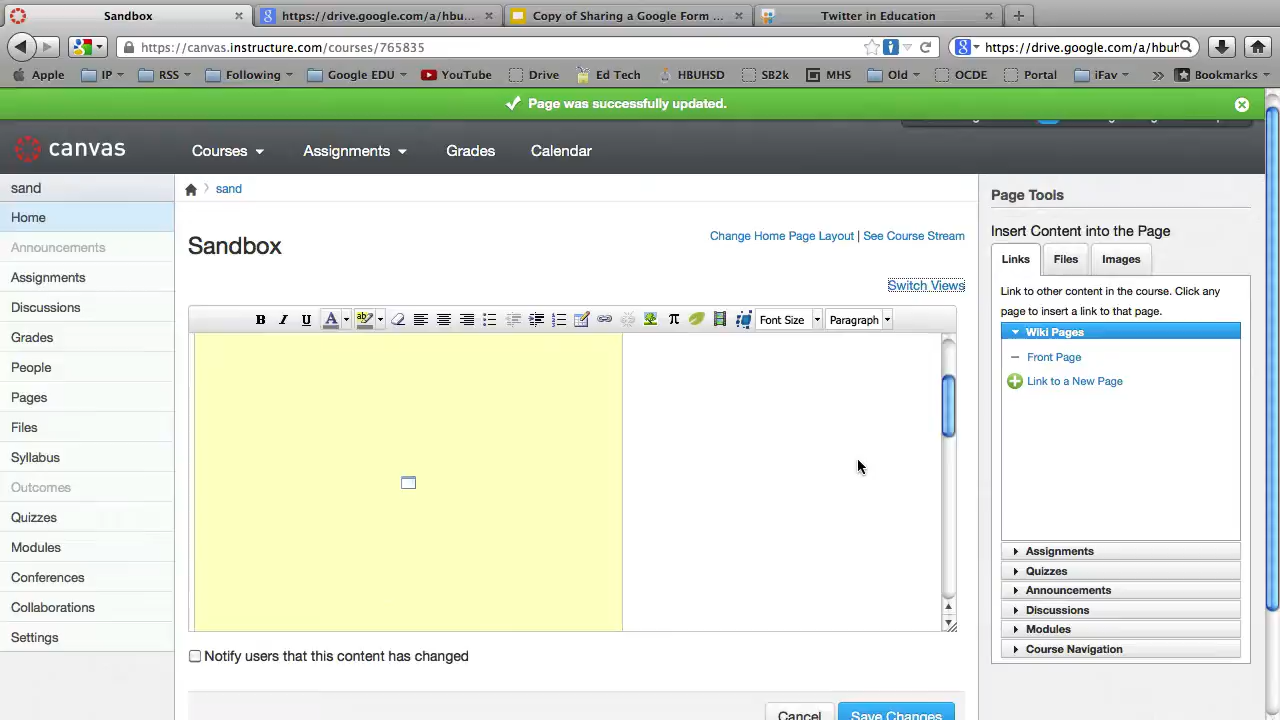 Sandbox
https://drive.google.com/a/hbu...
Copy of Sharing a Google Form ...
Twitter in Education
https://canvas.instructure.com/courses/765835
https://drive.google.com/a/hbuh
Apple
IP
RSS
Following
Google EDU
YouTube
Drive
Ed Tech
HBUHSD
SB2k
MHS
Old
OCDE
Portal
iFav
Bookmarks
Page was successfully updated.
canvas
Courses
Assignments
Grades
Calendar
sand
Home
Announcements
Assignments
Discussions
Grades
People
Pages
Files
Syllabus
Outcomes
Quizzes
Modules
Conferences
Collaborations
Settings
sand
Sandbox
Change Home Page Layout | See Course Stream
Switch Views
B I U A ab Font Size Paragraph
Notify users that this content has changed
Cancel
Save Changes
Page Tools
Insert Content into the Page
Links
Files
Images
Link to other content in the course. Click any
page to insert a link to that page.
Wiki Pages
Front Page
Link to a New Page
Assignments
Quizzes
Announcements
Discussions
Modules
Course Navigation